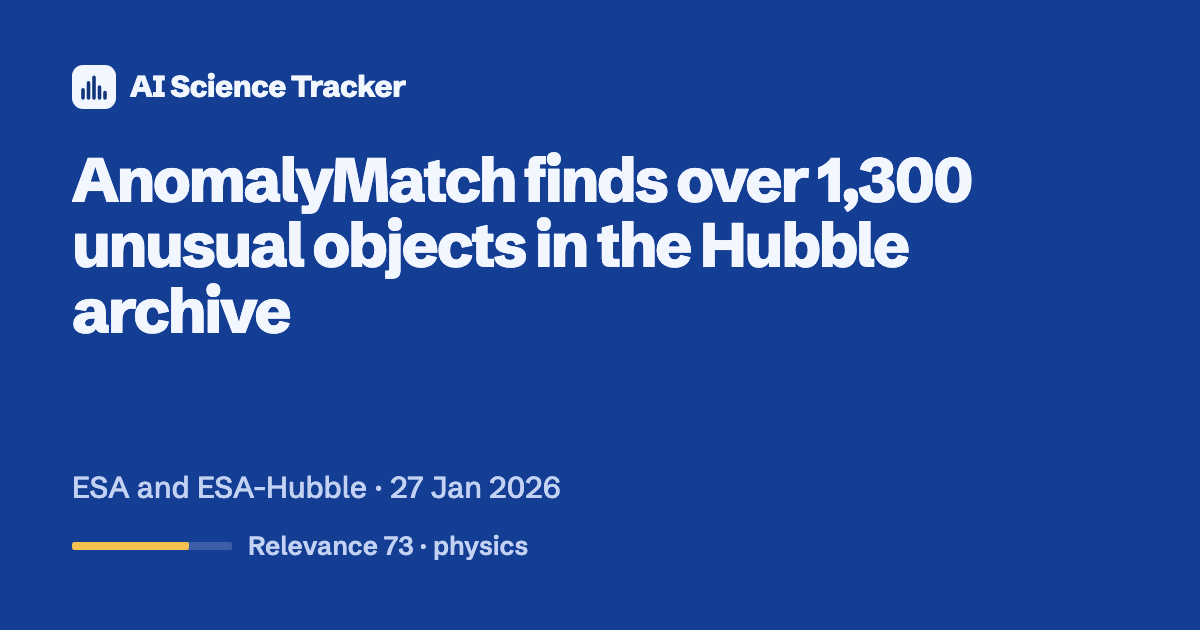 AI Science Tracker
AnomalyMatch finds over 1,300
unusual objects in the Hubble
archive
ESA and ESA-Hubble · 27 Jan 2026
Relevance 73 · physics